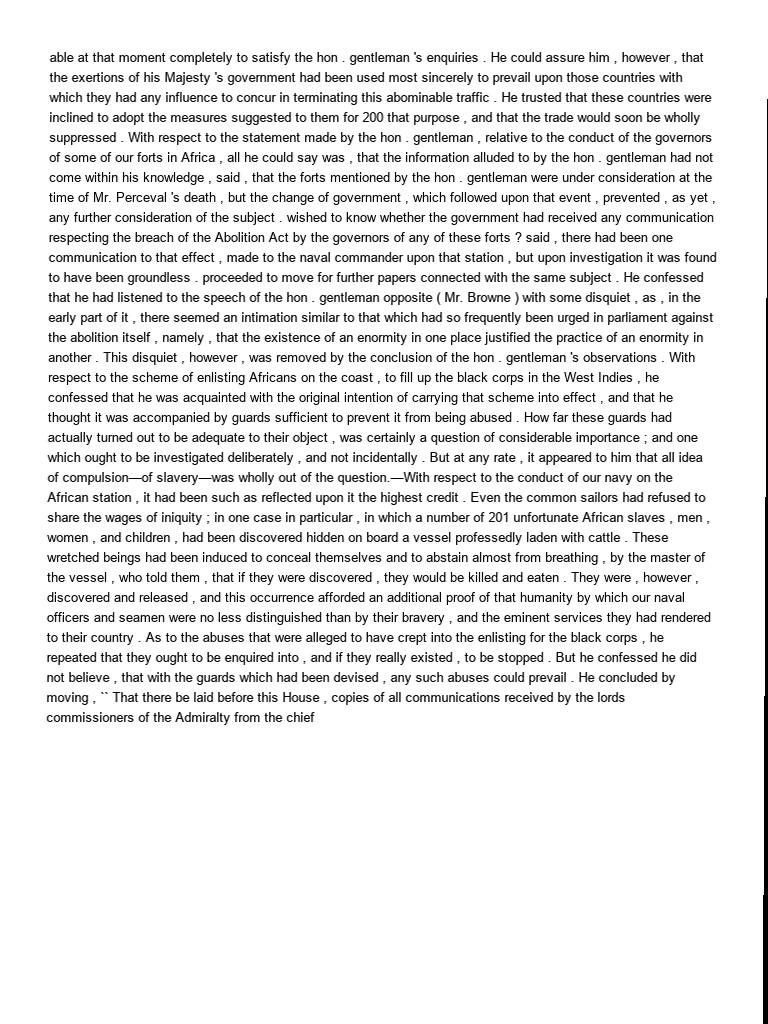 able at that moment completely to satisfy the hon . gentleman 's enquiries . He could assure him , however , that
the exertions of his Majesty 's government had been used most sincerely to prevail upon those countries with
which they had any influence to concur in terminating this abominable traffic . He trusted that these countries were
inclined to adopt the measures suggested to them for 200 that purpose , and that the trade would soon be wholly
suppressed . With respect to the statement made by the hon . gentleman , relative to the conduct of the governors
of some of our forts in Africa , all he could say was , that the information alluded to by the hon . gentleman had not
come within his knowledge , said , that the forts mentioned by the hon . gentleman were under consideration at the
time of Mr. Perceval 's death , but the change of government , which followed upon that event , prevented , as yet ,
any further consideration of the subject . wished to know whether the government had received any communication
respecting the breach of the Abolition Act by the governors of any of these forts ? said , there had been one
communication to that effect , made to the naval commander upon that station , but upon investigation it was found
to have been groundless . proceeded to move for further papers connected with the same subject . He confessed
that he had listened to the speech of the hon . gentleman opposite ( Mr. Browne ) with some disquiet , as , in the
early part of it , there seemed an intimation similar to that which had so frequently been urged in parliament against
the abolition itself , namely , that the existence of an enormity in one place justified the practice of an enormity in
another . This disquiet , however , was removed by the conclusion of the hon . gentleman 's observations . With
respect to the scheme of enlisting Africans on the coast , to fill up the black corps in the West Indies , he
confessed that he was acquainted with the original intention of carrying that scheme into effect , and that he
thought it was accompanied by guards sufficient to prevent it from being abused . How far these guards had
actually turned out to be adequate to their object , was certainly a question of considerable importance ; and one
which ought to be investigated deliberately , and not incidentally . But at any rate , it appeared to him that all idea
of compulsion—of slavery—was wholly out of the question.—With respect to the conduct of our navy on the
African station , it had been such as reflected upon it the highest credit . Even the common sailors had refused to
share the wages of iniquity ; in one case in particular , in which a number of 201 unfortunate African slaves , men ,
women , and children , had been discovered hidden on board a vessel professedly laden with cattle . These
wretched beings had been induced to conceal themselves and to abstain almost from breathing , by the master of
the vessel , who told them , that if they were discovered , they would be killed and eaten . They were , however ,
discovered and released , and this occurrence afforded an additional proof of that humanity by which our naval
officers and seamen were no less distinguished than by their bravery , and the eminent services they had rendered
to their country . As to the abuses that were alleged to have crept into the enlisting for the black corps , he
repeated that they ought to be enquired into , and if they really existed , to be stopped . But he confessed he did
not believe , that with the guards which had been devised , any such abuses could prevail . He concluded by
moving , `` That there be laid before this House , copies of all communications received by the lords
commissioners of the Admiralty from the chief